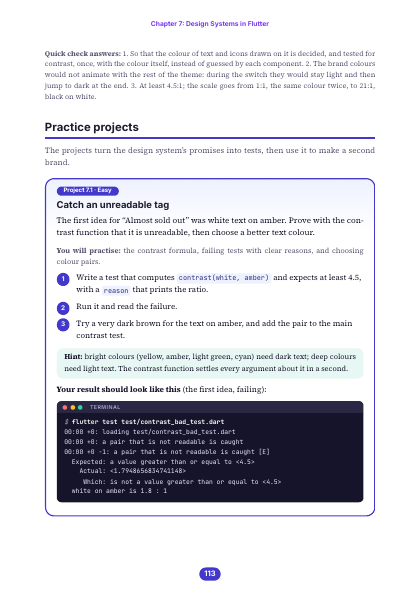 Chapter 7: Design Systems in Flutter
Quick check answers: 1. So that the colour of text and icons drawn on it is decided, and tested for
contrast, once, with the colour itself, instead of guessed by each component. 2. The brand colours
would not animate with the rest of the theme: during the switch they would stay light and then
jump to dark at the end. 3. At least 4.5:1; the scale goes from 1:1, the same colour twice, to 21:1,
black on white.
Practice projects
The projects turn the design system's promises into tests, then use it to make a second
brand.
Project 7.1 · Easy
Catch an unreadable tag
The first idea for “Almost sold out” was white text on amber. Prove with the con-
trast function that it is unreadable, then choose a better text colour.
You will practise: the contrast formula, failing tests with clear reasons, and choosing
colour pairs.
1 Write a test that computes contrast(white, amber) and expects at least 4.5,
with a reason that prints the ratio.
2 Run it and read the failure.
3 Try a very dark brown for the text on amber, and add the pair to the main
contrast test.
Hint: bright colours (yellow, amber, light green, cyan) need dark text; deep colours
need light text. The contrast function settles every argument about it in a second.
Your result should look like this (the first idea, failing):
TERMINAL
$ flutter test test/contrast_bad_test.dart
00:00 +0: loading test/contrast_bad_test.dart
00:00 +0: a pair that is not readable is caught
00:00 +0 -1: a pair that is not readable is caught [E]
Expected: a value greater than or equal to <4.5>
Actual: <1.7948656834741148>
Which: is not a value greater than or equal to <4.5>
white on amber is 1.8 : 1
113